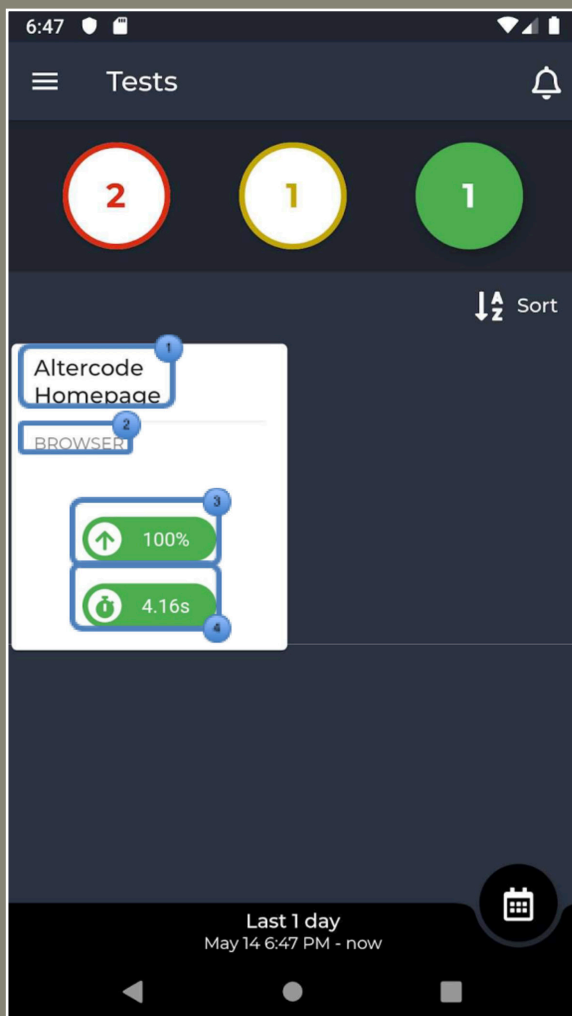 6:47
Tests
2
1
1
Sort
1
Altercode
Homepage
2
BROWSER
3
100%
4.16s
4
Last 1 day
May 14 6:47 PM - now